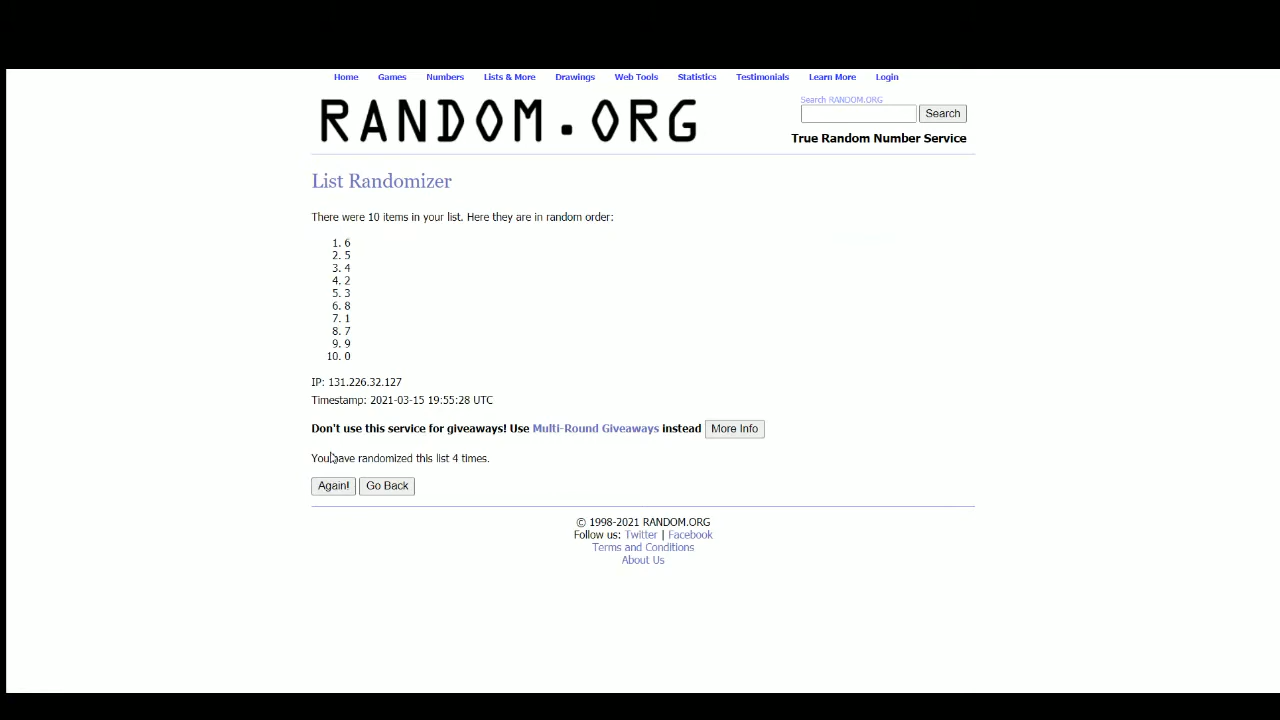 Home Games Numbers Lists & More Drawings Web Tools Statistics Testimonials Learn More Login
RANDOM.ORG
Search RANDOM.ORG
Search
True Random Number Service
List Randomizer
There were 10 items in your list. Here they are in random order:
1. 6
2. 5
3. 4
4. 2
5. 3
6. 8
7. 1
8. 7
9. 9
10. 0
IP: 131.226.32.127
Timestamp: 2021-03-15 19:55:28 UTC
Don't use this service for giveaways! Use Multi-Round Giveaways instead More Info
You have randomized this list 4 times.
Again! Go Back
© 1998-2021 RANDOM.ORG
Follow us: Twitter | Facebook
Terms and Conditions
About Us